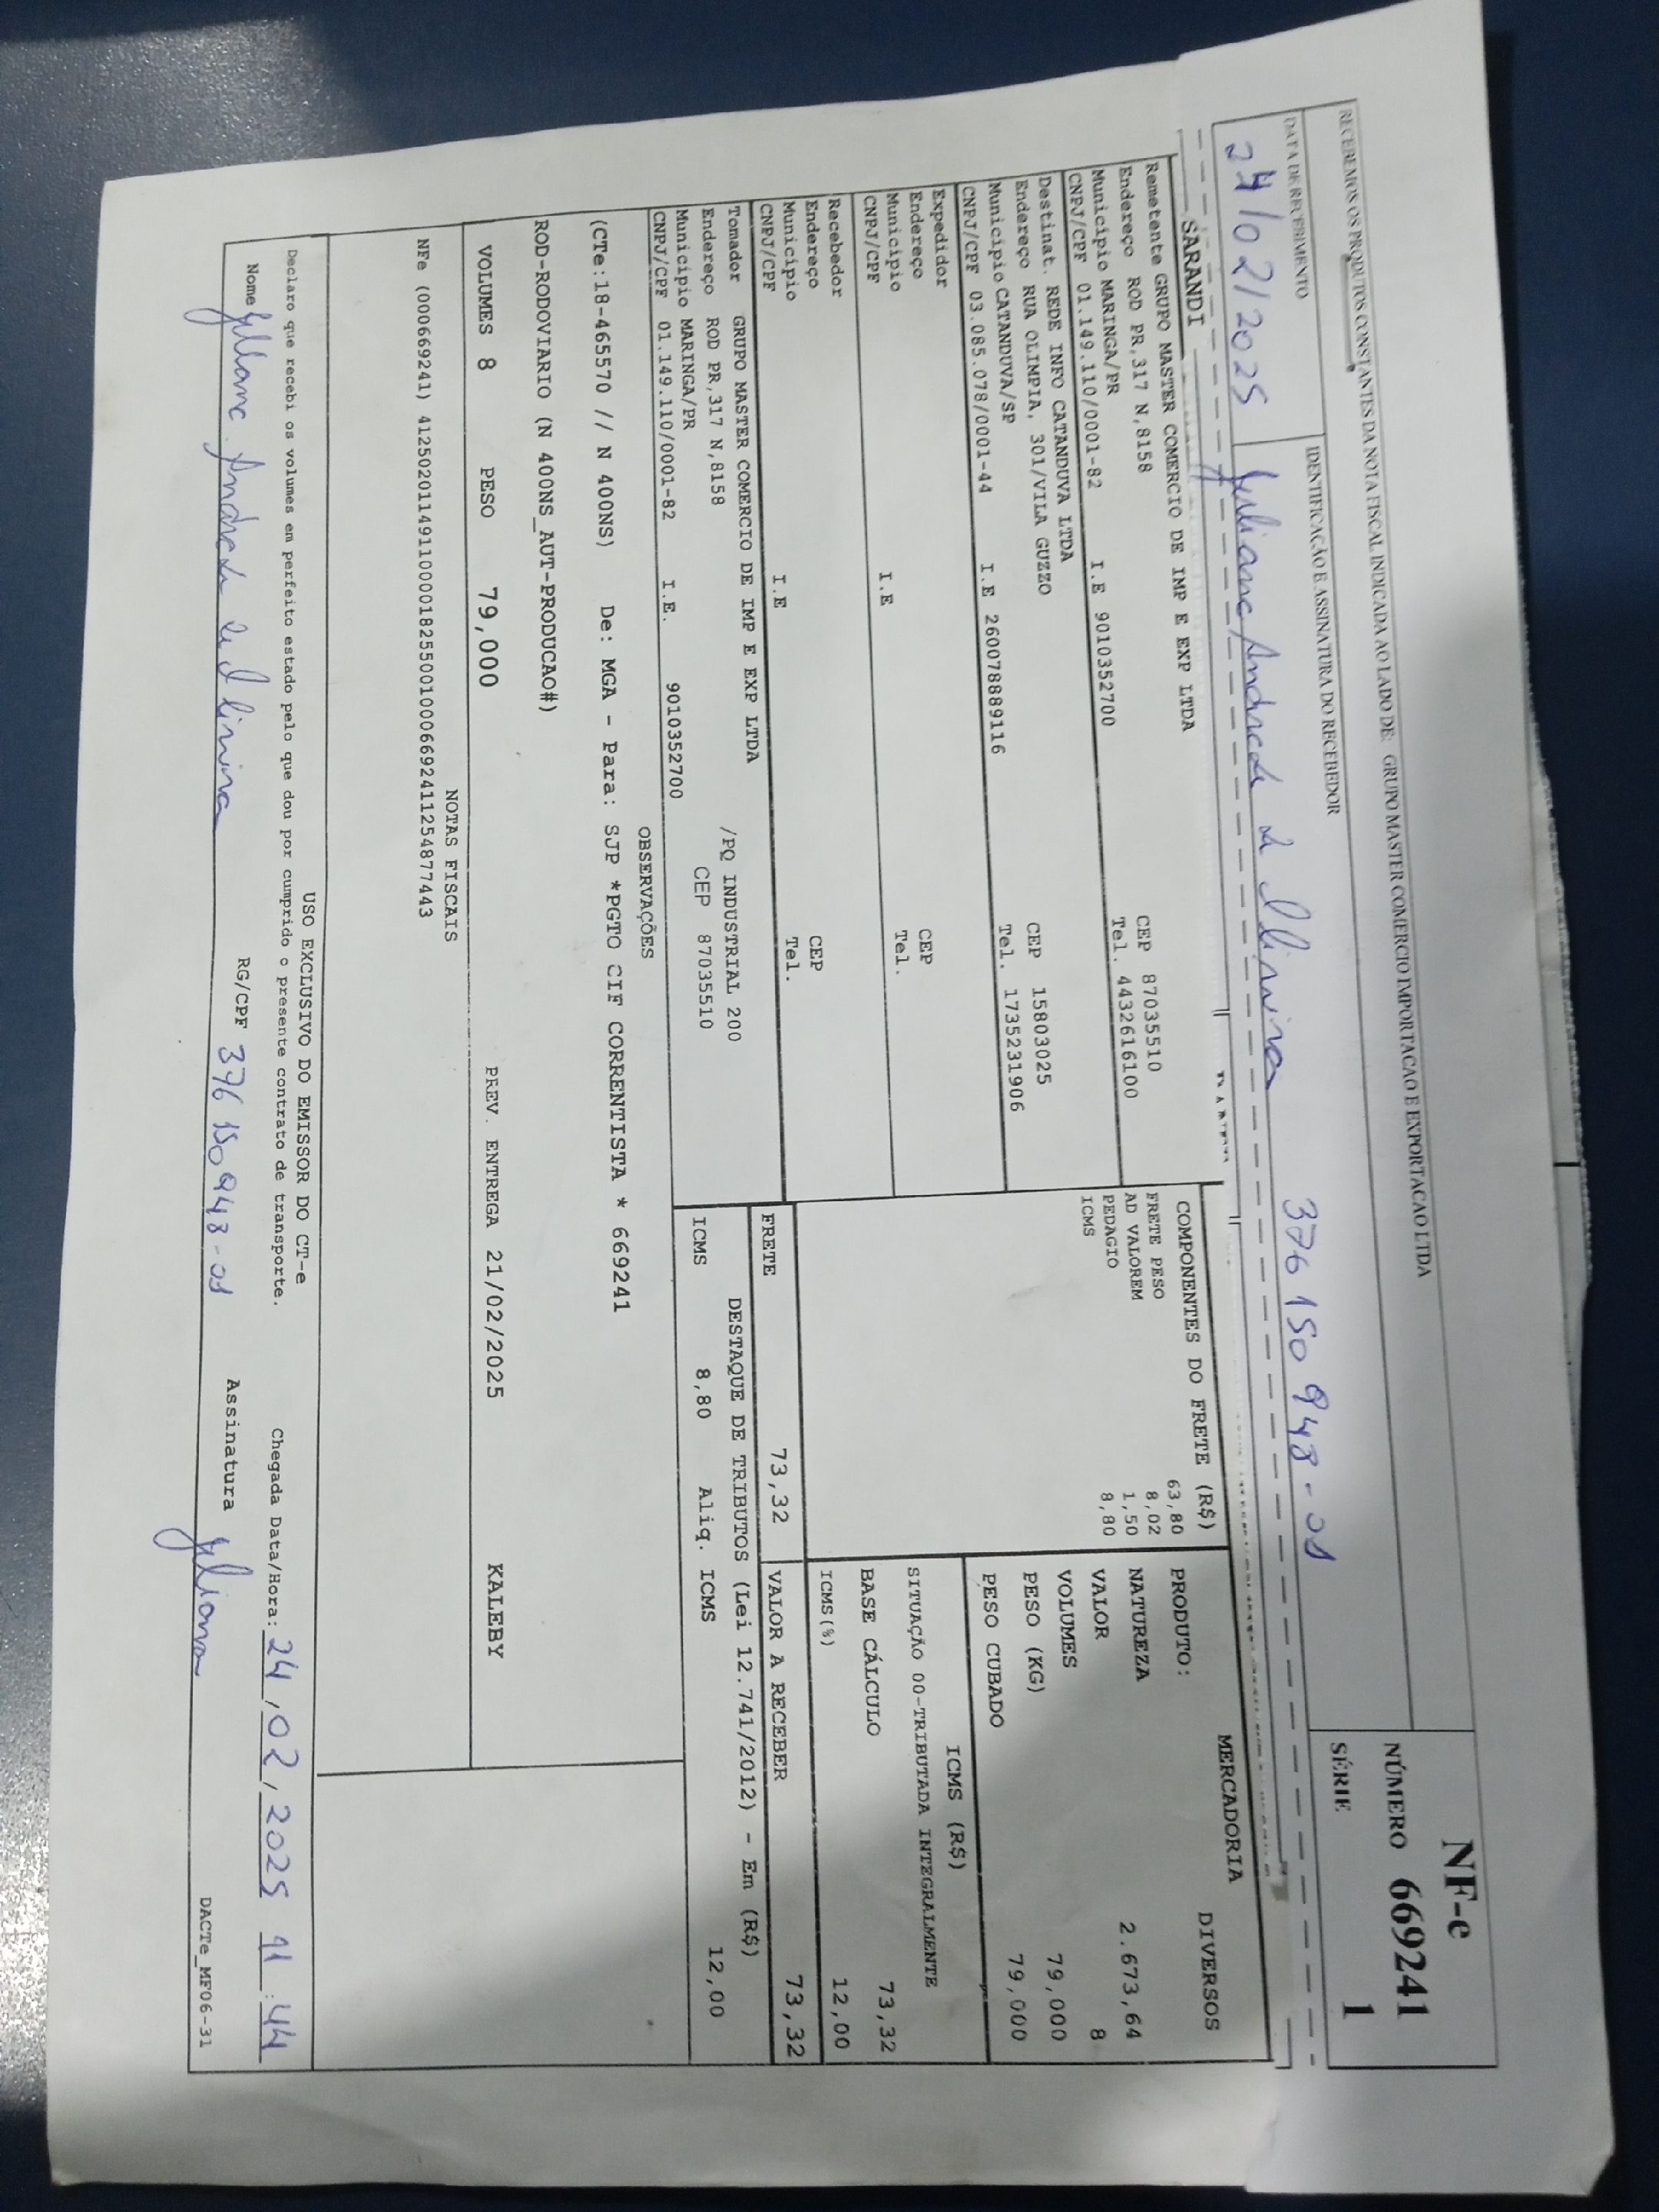 RECEBEMOS OS PRODUTOS CONSTANTES DA NOTA FISCAL INDICADA AO LADO DE: GRUPO MASTER COMERCIO IMPORTACAO E EXPORTACAO LTDA
NF-e
NÚMERO 669241
SÉRIE 1
DATA DE RECEBIMENTO
IDENTIFICAÇÃO E ASSINATURA DO RECEBEDOR
24/02/2025 Juliana Andrade de 376 150 948-01
SARANDI
Remetente GRUPO MASTER COMERCIO DE IMP E EXP LTDA
Endereço ROD PR,317 N,8158 CEP 87035510
Municipio MARINGA/PR Tel. 4432616100
CNPJ/CPF 01.149.110/0001-82 I.E 9010352700
Destinat. REDE INFO CATANDUVA LTDA
Endereço RUA OLIMPIA, 301/VILA GUZZO CEP 15803025
Municipio CATANDUVA/SP Tel. 1735231906
CNPJ/CPF 03.085.078/0001-44 I.E 260078889116
Expedidor
Endereço CEP
Municipio Tel.
CNPJ/CPF I.E
Recebedor
Endereço CEP
Municipio Tel.
CNPJ/CPF I.E
Tomador GRUPO MASTER COMERCIO DE IMP E EXP LTDA
Endereço ROD PR,317 N,8158 /PQ INDUSTRIAL 200
Municipio MARINGA/PR CEP 87035510
CNPJ/CPF 01.149.110/0001-82 I.E. 9010352700
COMPONENTES DO FRETE (R$)
FRETE PESO 63,80
AD VALOREM 8,02
PEDAGIO 1,50
ICMS 8,80
MERCADORIA
PRODUTO: DIVERSOS
NATUREZA
VALOR 2.673,64
VOLUMES 8
PESO (KG) 79,000
PESO CUBADO 79,000
ICMS (R$)
SITUAÇÃO 00-TRIBUTADA INTEGRALMENTE
BASE CÁLCULO 73,32
ICMS(%) 12,00
FRETE 73,32
VALOR A RECEBER 73,32
DESTAQUE DE TRIBUTOS (Lei 12.741/2012) - Em (R$)
ICMS 8,80 Aliq. ICMS 12,00
OBSERVAÇÕES
(CTe:18-465570 // N 400NS) De: MGA - Para: SJP *PGTO CIF CORRENTISTA * 669241
ROD-RODOVIARIO (N 400NS_AUT-PRODUCAO#)
VOLUMES 8 PESO 79,000 PREV. ENTREGA 21/02/2025 KALEBY
NOTAS FISCAIS
NFe (000669241) 41250201149110000182550010006692411254877443
USO EXCLUSIVO DO EMISSOR DO CT-e
Declaro que recebi os volumes em perfeito estado pelo que dou por cumprido o presente contrato de transporte.
Chegada Data/Hora: 24/02/2025 11:44
Nome Juliana Andrade de RG/CPF 376 150 948-01 Assinatura Juliana
DACTe_MF06-31